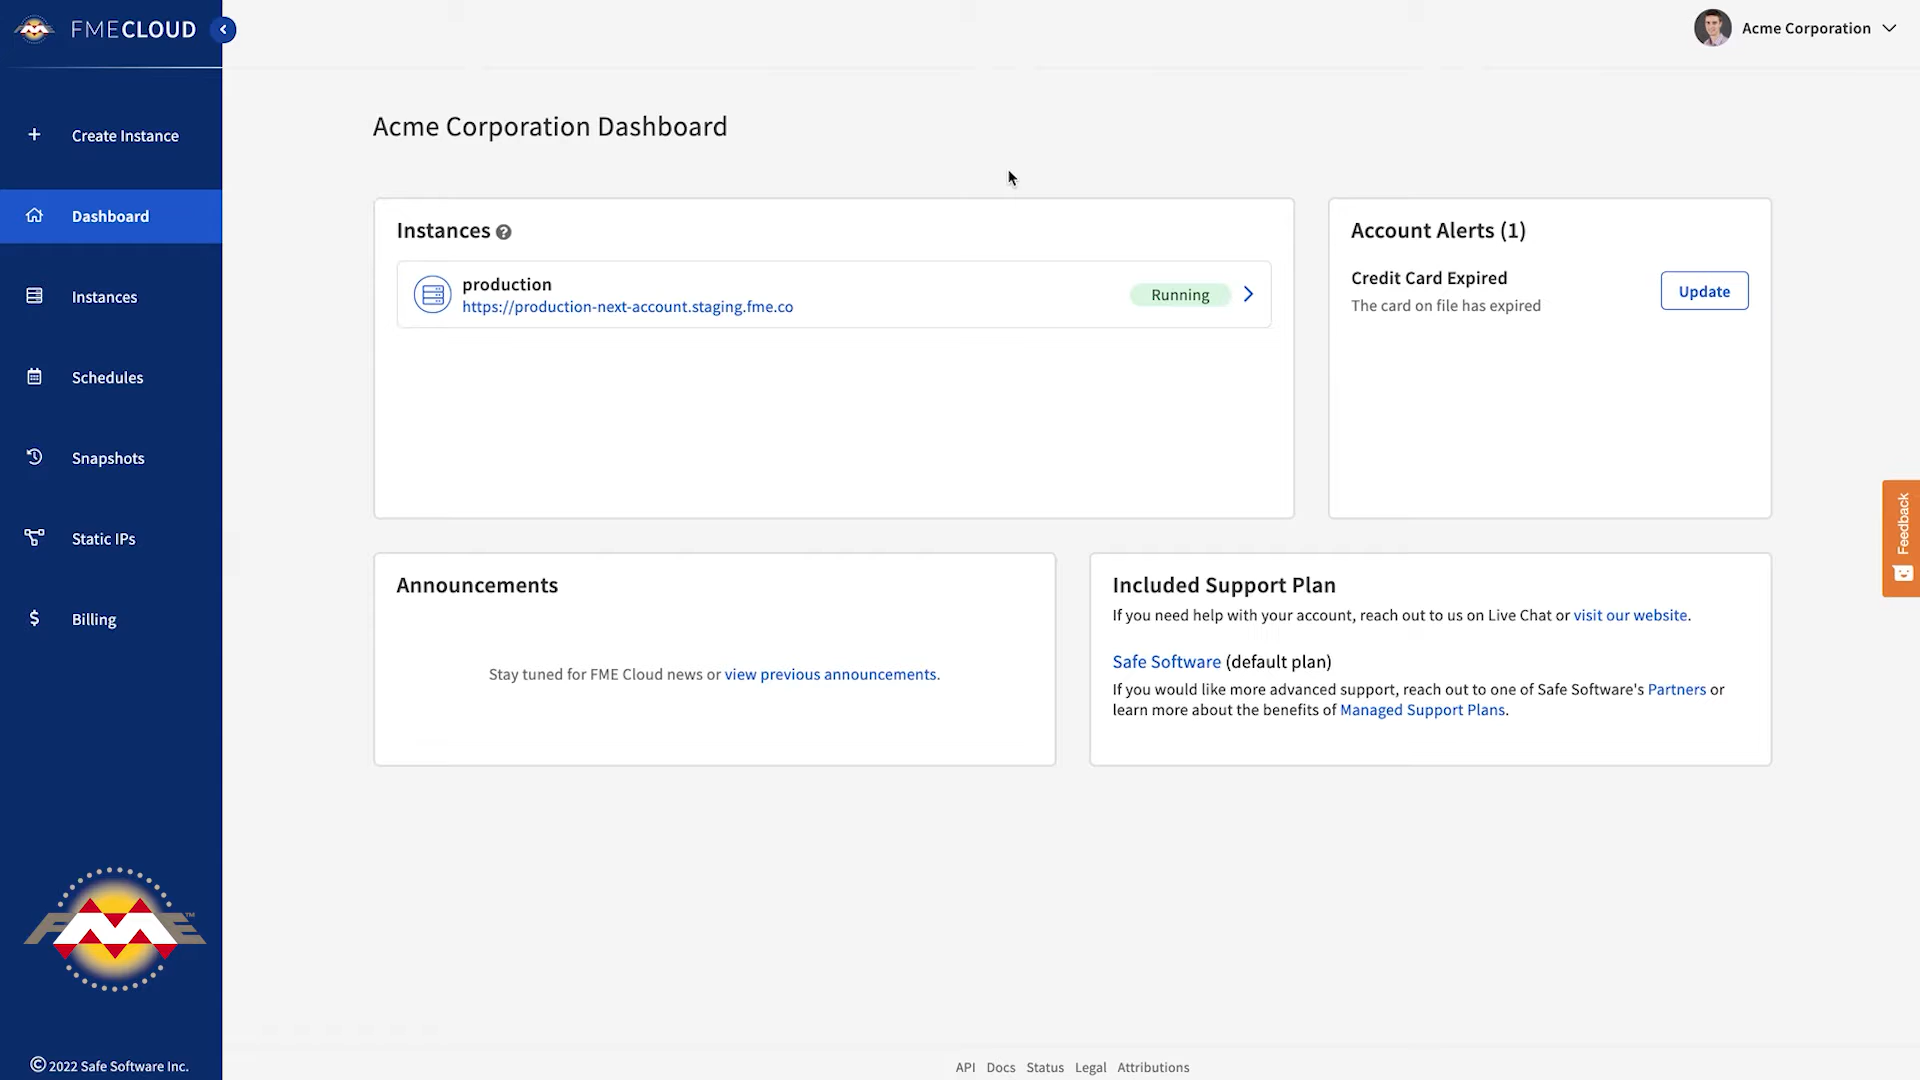 FMECLOUD
Acme Corporation
Create Instance
Dashboard
Instances
Schedules
Snapshots
Static IPs
Billing
FME™
© 2022 Safe Software Inc.
Acme Corporation Dashboard
Instances
production
https://production-next-account.staging.fme.co
Running
Account Alerts (1)
Credit Card Expired
The card on file has expired
Update
Announcements
Stay tuned for FME Cloud news or view previous announcements.
Included Support Plan
If you need help with your account, reach out to us on Live Chat or visit our website.
Safe Software (default plan)
If you would like more advanced support, reach out to one of Safe Software's Partners or
learn more about the benefits of Managed Support Plans.
Feedback
API Docs Status Legal Attributions